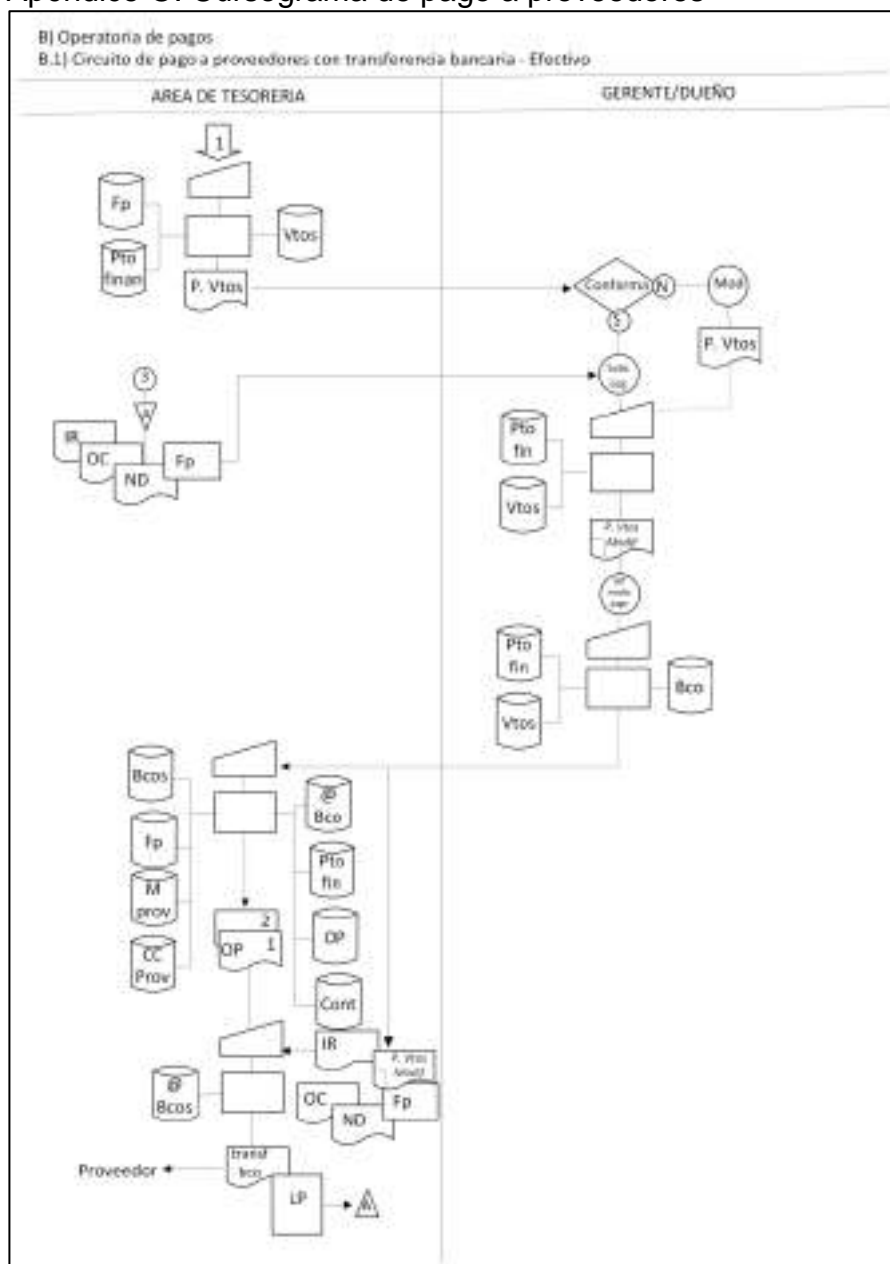 Apéndice C: Cursograma de pago a proveedores
B) Operatoria de pagos
B.1) Circuito de pago a proveedores con transferencia bancaria - Efectivo
AREA DE TESORERIA
GERENTE/DUEÑO
1
Fp
Vtos
Pto
finan
P. Vtos
Conforma
N
Mod
S
P. Vtos
3
A
IR
OC
ND
Fp
Pto
fin
Vtos
P. Vtos
Modif
Pto
fin
Bco
Vtos
Bcos
@
Bco
Fp
Pto
fin
M
prov
2
OP 1
OP
CC
Prov
Cont
IR
P. Vtos
Modif
@
Bcos
OC
ND
Fp
transf
bco
Proveedor
LP